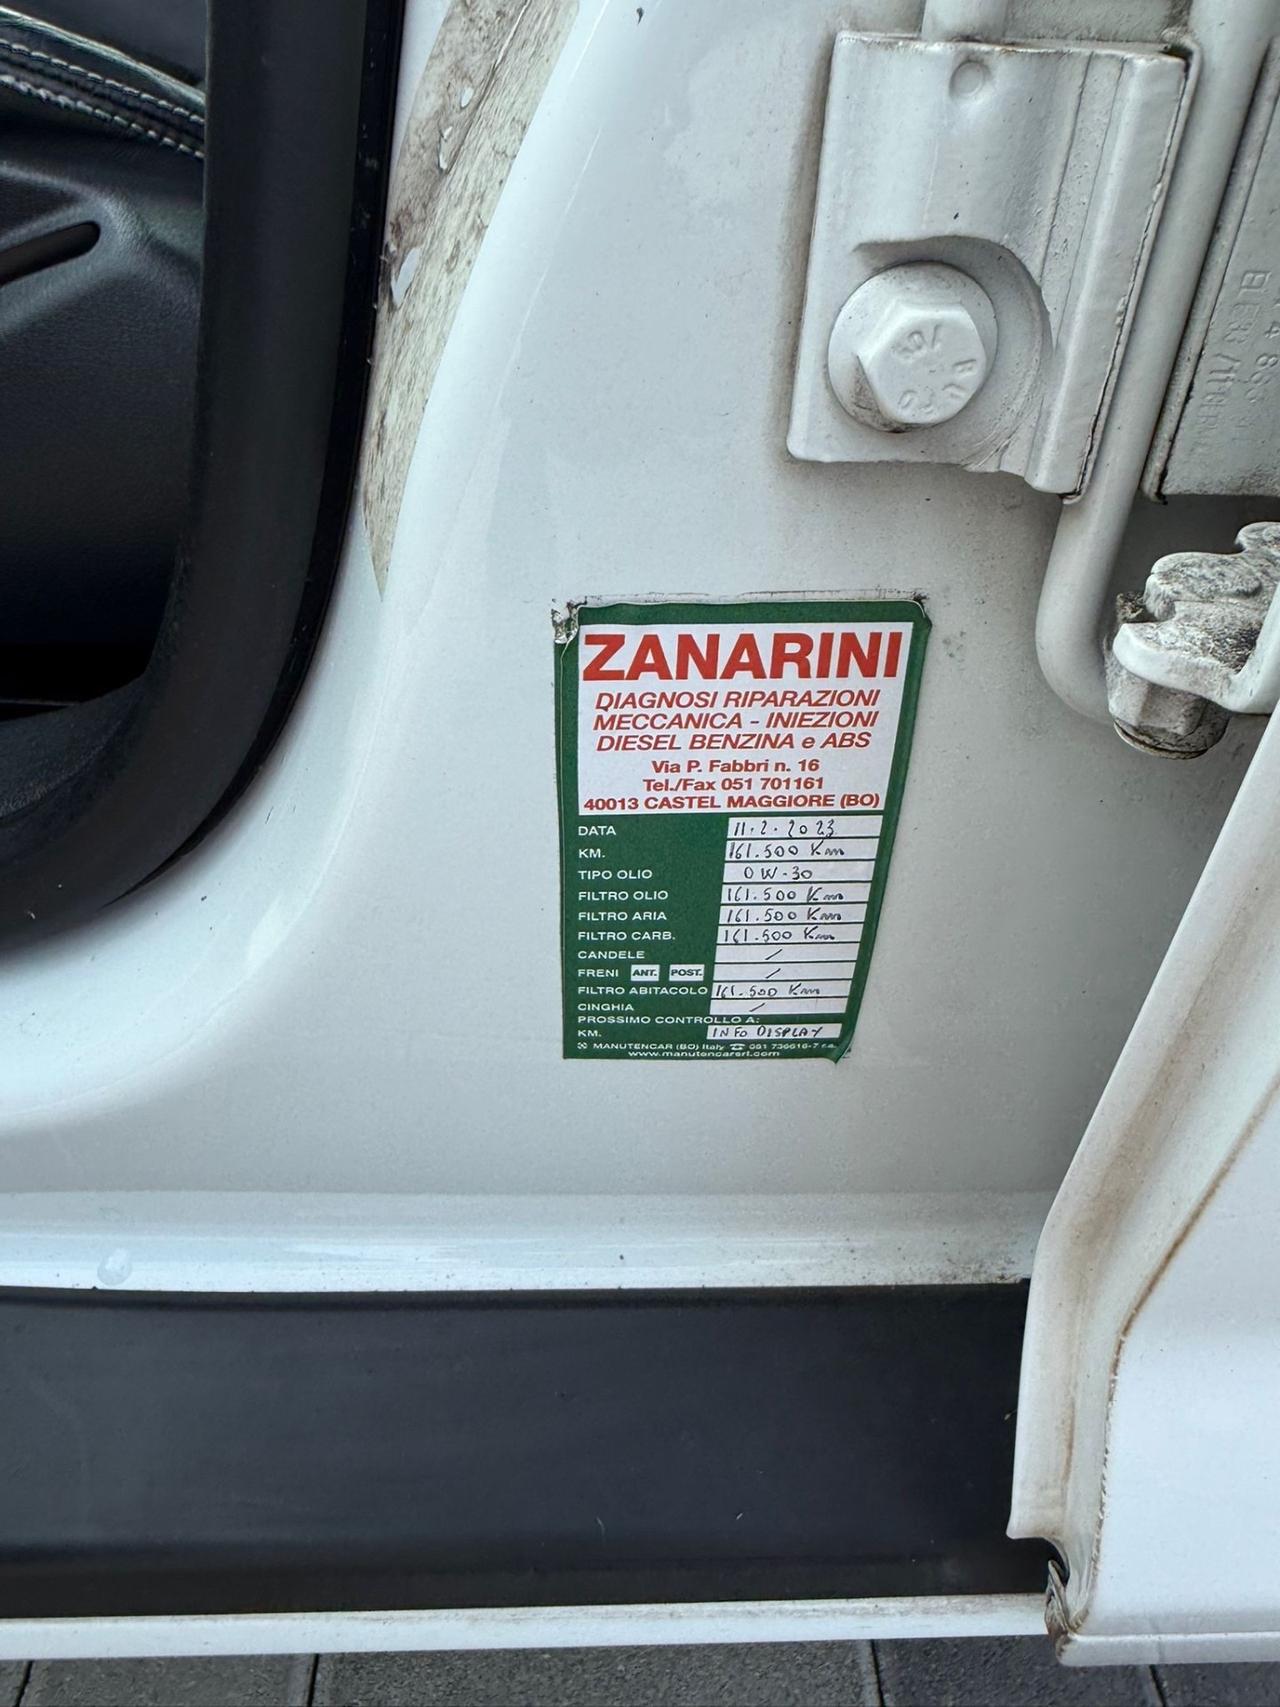 ZANARINI
DIAGNOSI RIPARAZIONI
MECCANICA - INIEZIONI
DIESEL BENZINA e ABS
Via P. Fabbri n. 16
Tel./Fax 051 701161
40013 CASTEL MAGGIORE (BO)
DATA 11.2.2023
KM. 161.500 Km
TIPO OLIO 0W-30
FILTRO OLIO 161.500 Km
FILTRO ARIA 161.500 Km
FILTRO CARB. 161.500 Km
CANDELE /
FRENI ANT. POST. /
FILTRO ABITACOLO 161.500 Km
CINGHIA /
PROSSIMO CONTROLLO A:
KM. INFO DISPLAY
MANUTENCAR (BO) Italy ☎ 051 736616-7 r.a.
www.manutencarsrl.com